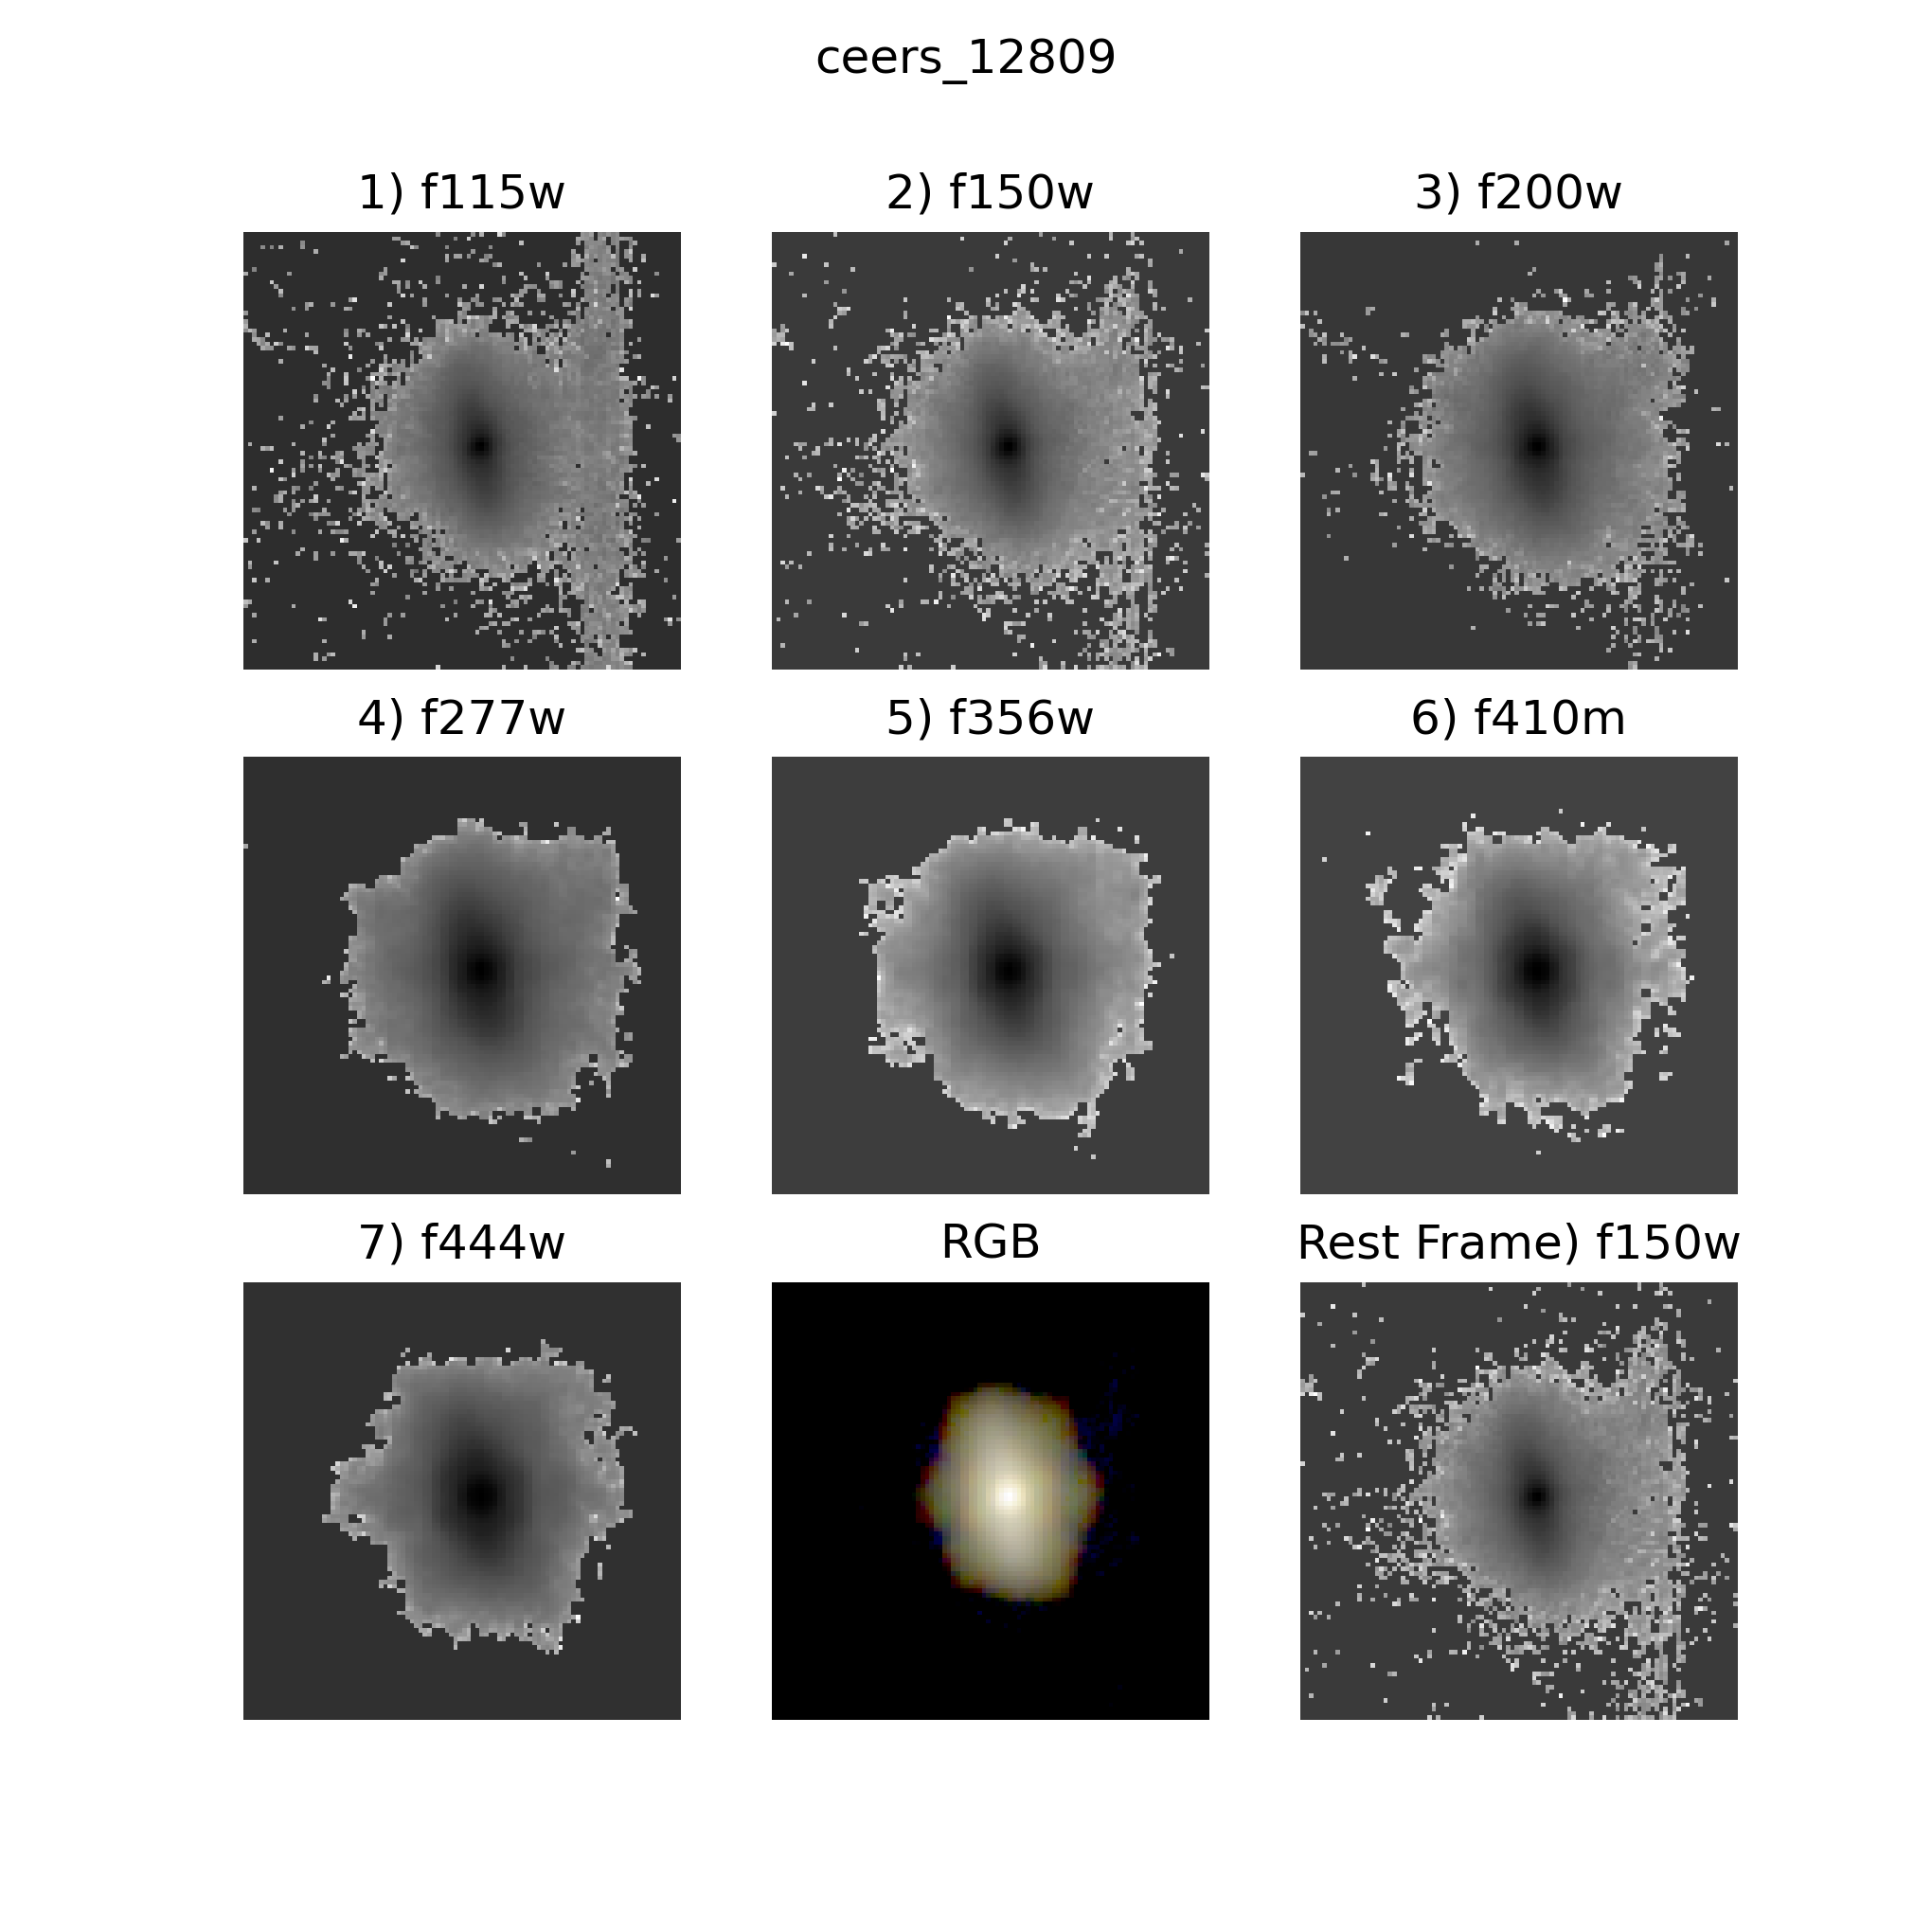 ceers_12809
1) f115w
2) f150w
3) f200w
4) f277w
5) f356w
6) f410m
7) f444w
RGB
Rest Frame) f150w